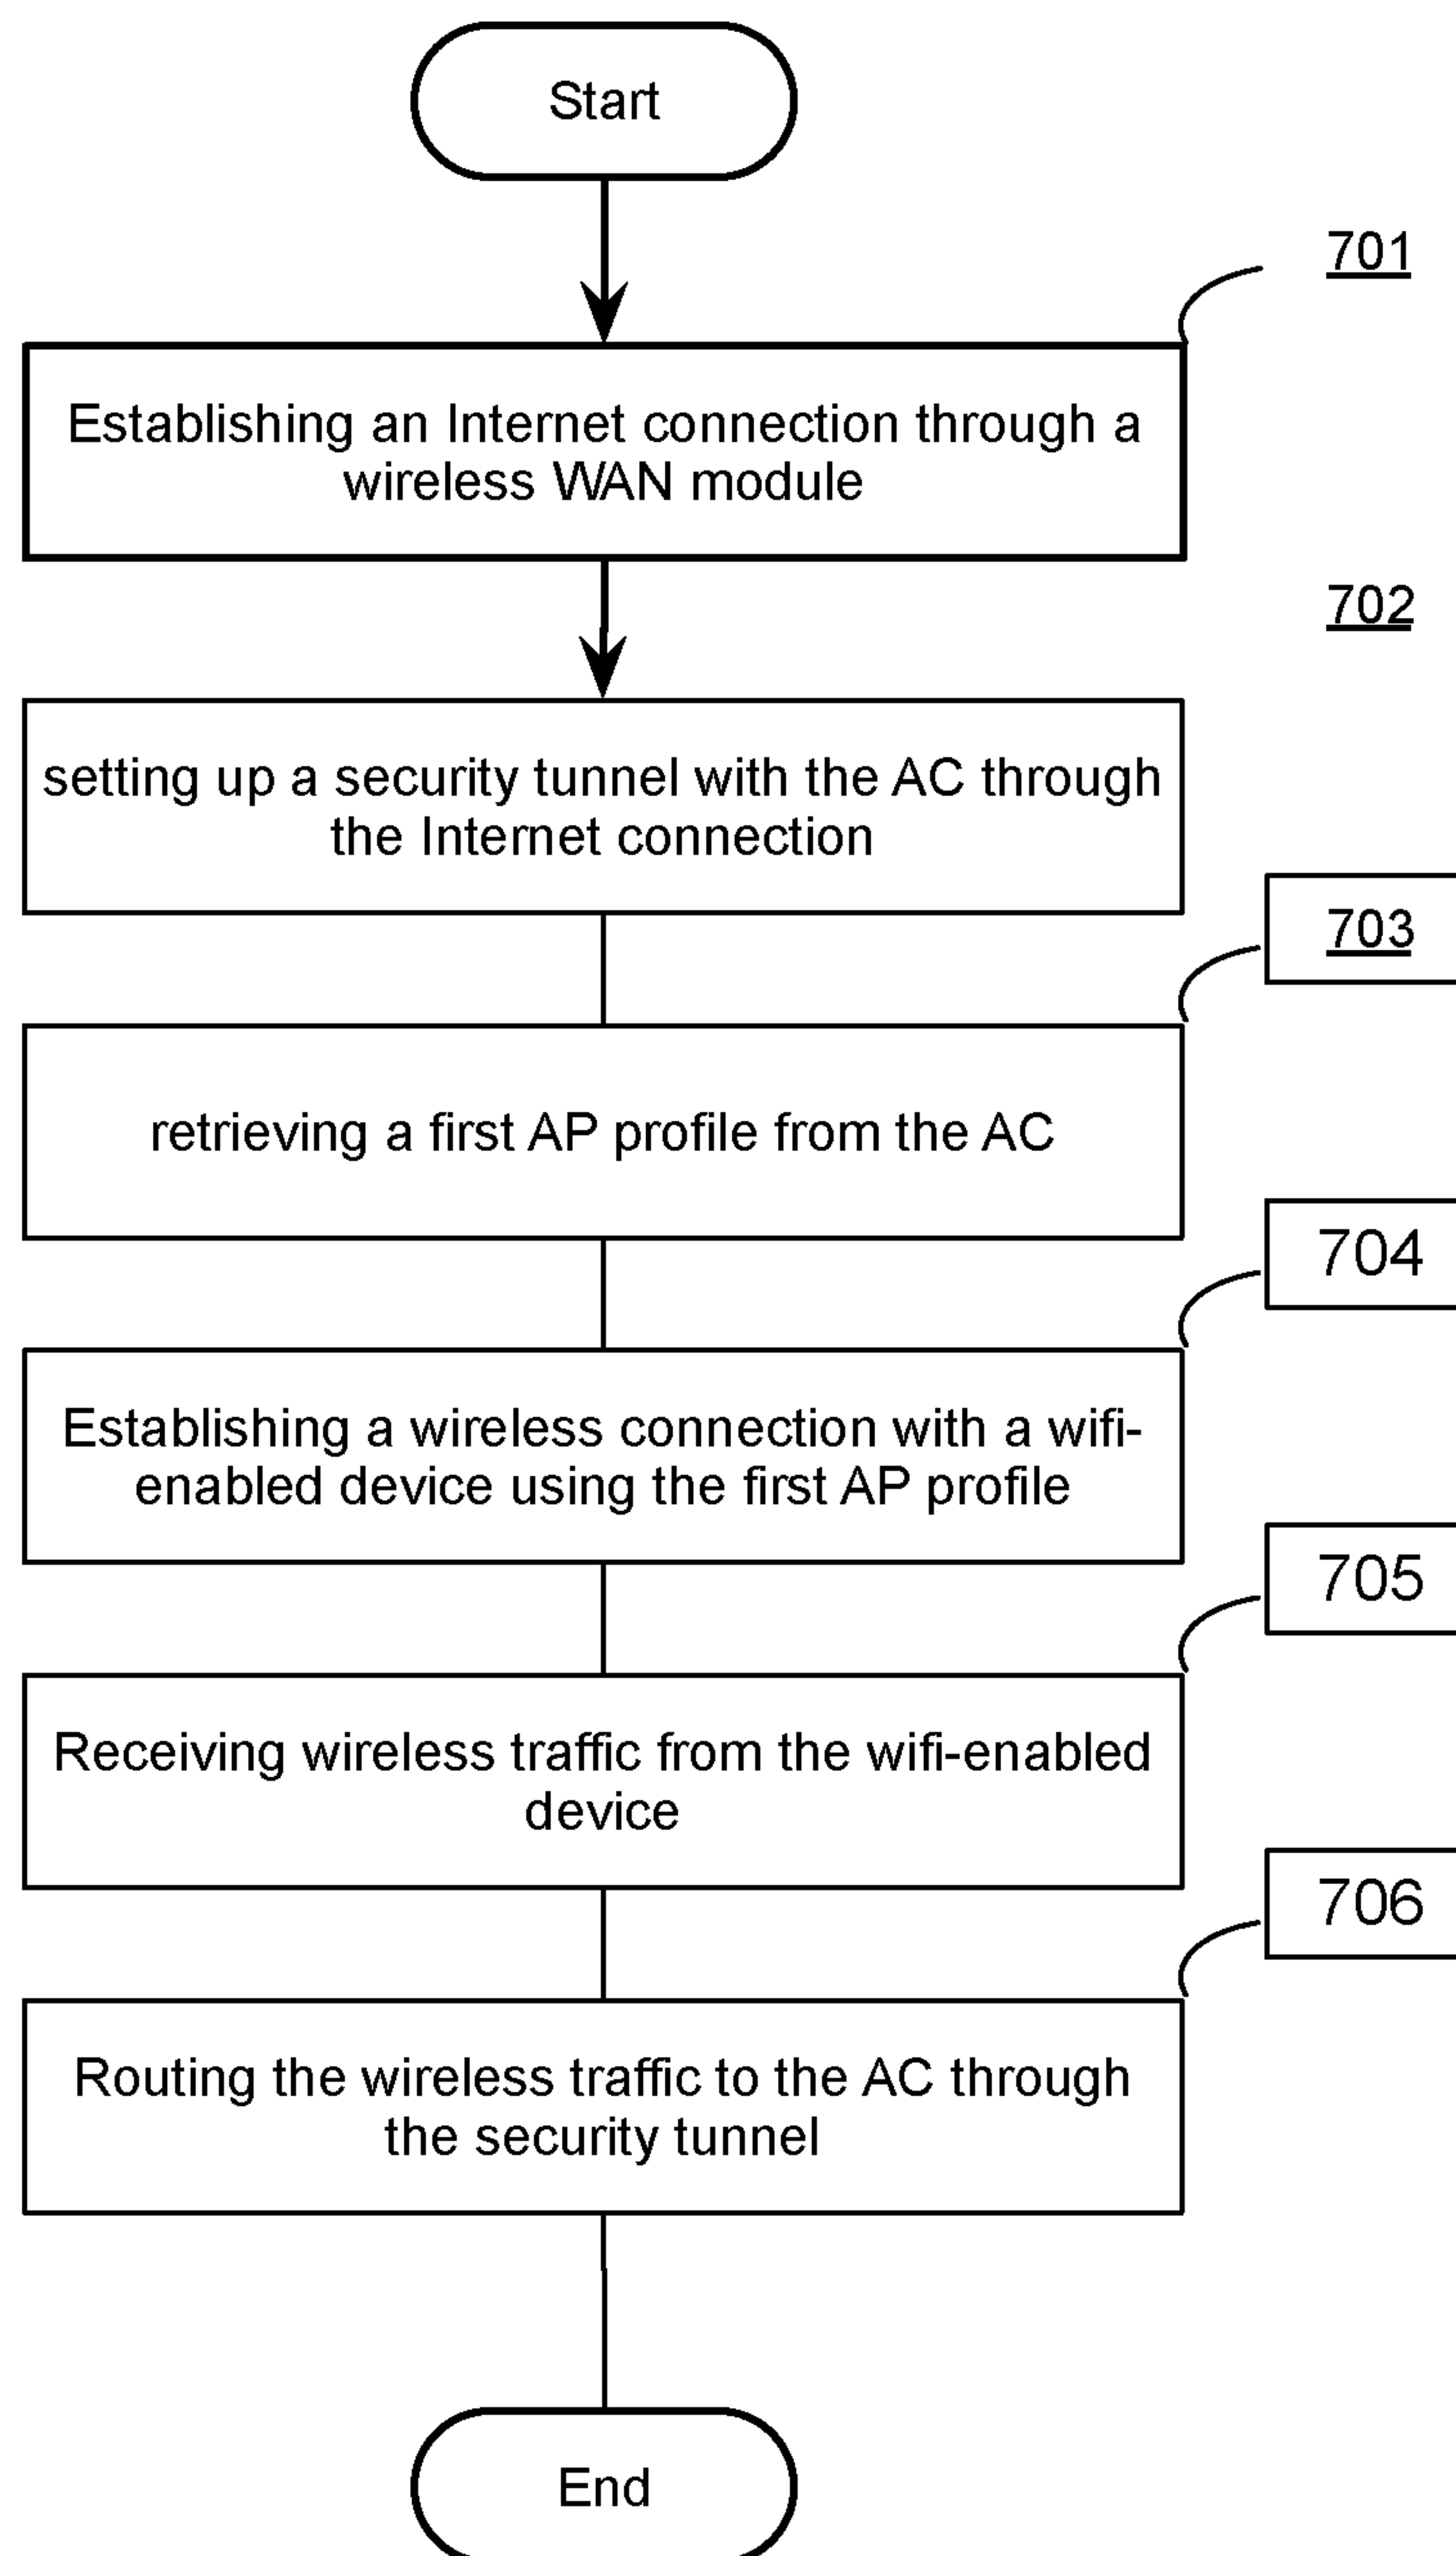 Start
701
Establishing an Internet connection through a
wireless WAN module
702
setting up a security tunnel with the AC through
the Internet connection
703
retrieving a first AP profile from the AC
704
Establishing a wireless connection with a wifi-
enabled device using the first AP profile
705
Receiving wireless traffic from the wifi-enabled
device
706
Routing the wireless traffic to the AC through
the security tunnel
End